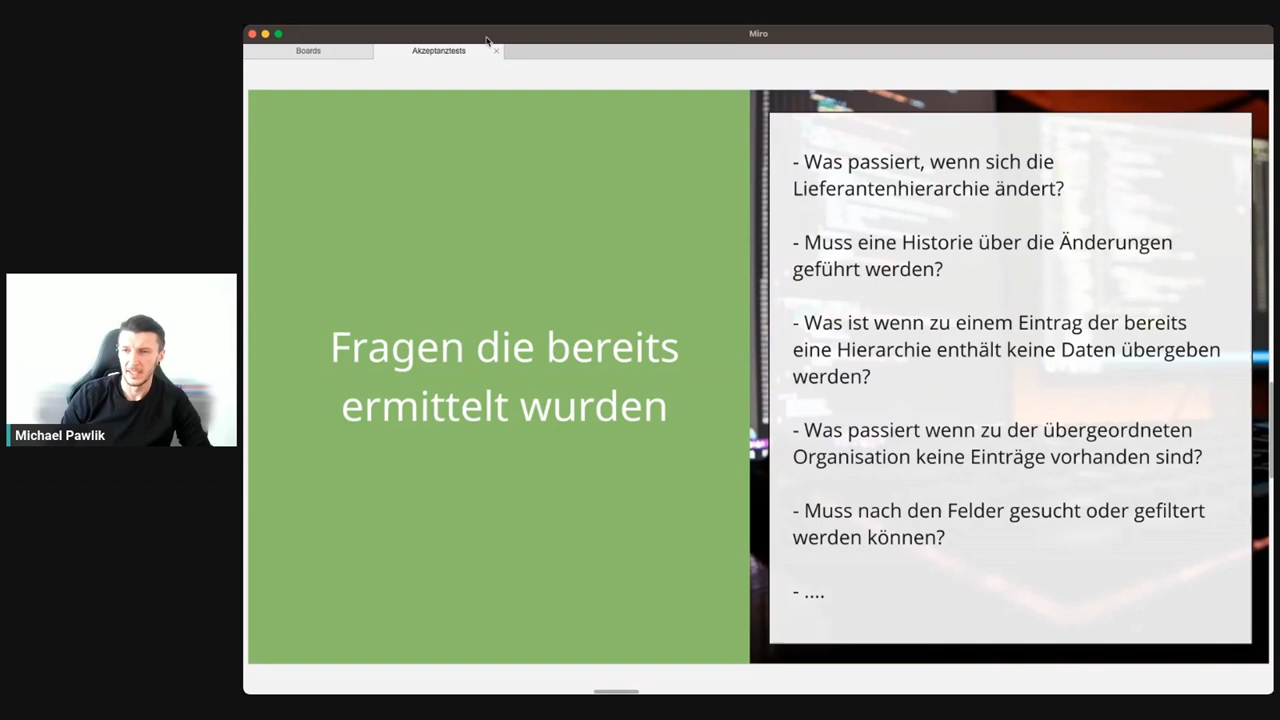 Miro
Boards
Akzeptanztests
Fragen die bereits
ermittelt wurden
- Was passiert, wenn sich die
Lieferantenhierarchie ändert?
- Muss eine Historie über die Änderungen
geführt werden?
- Was ist wenn zu einem Eintrag der bereits
eine Hierarchie enthält keine Daten übergeben
werden?
- Was passiert wenn zu der übergeordneten
Organisation keine Einträge vorhanden sind?
- Muss nach den Felder gesucht oder gefiltert
werden können?
- ....
Michael Pawlik